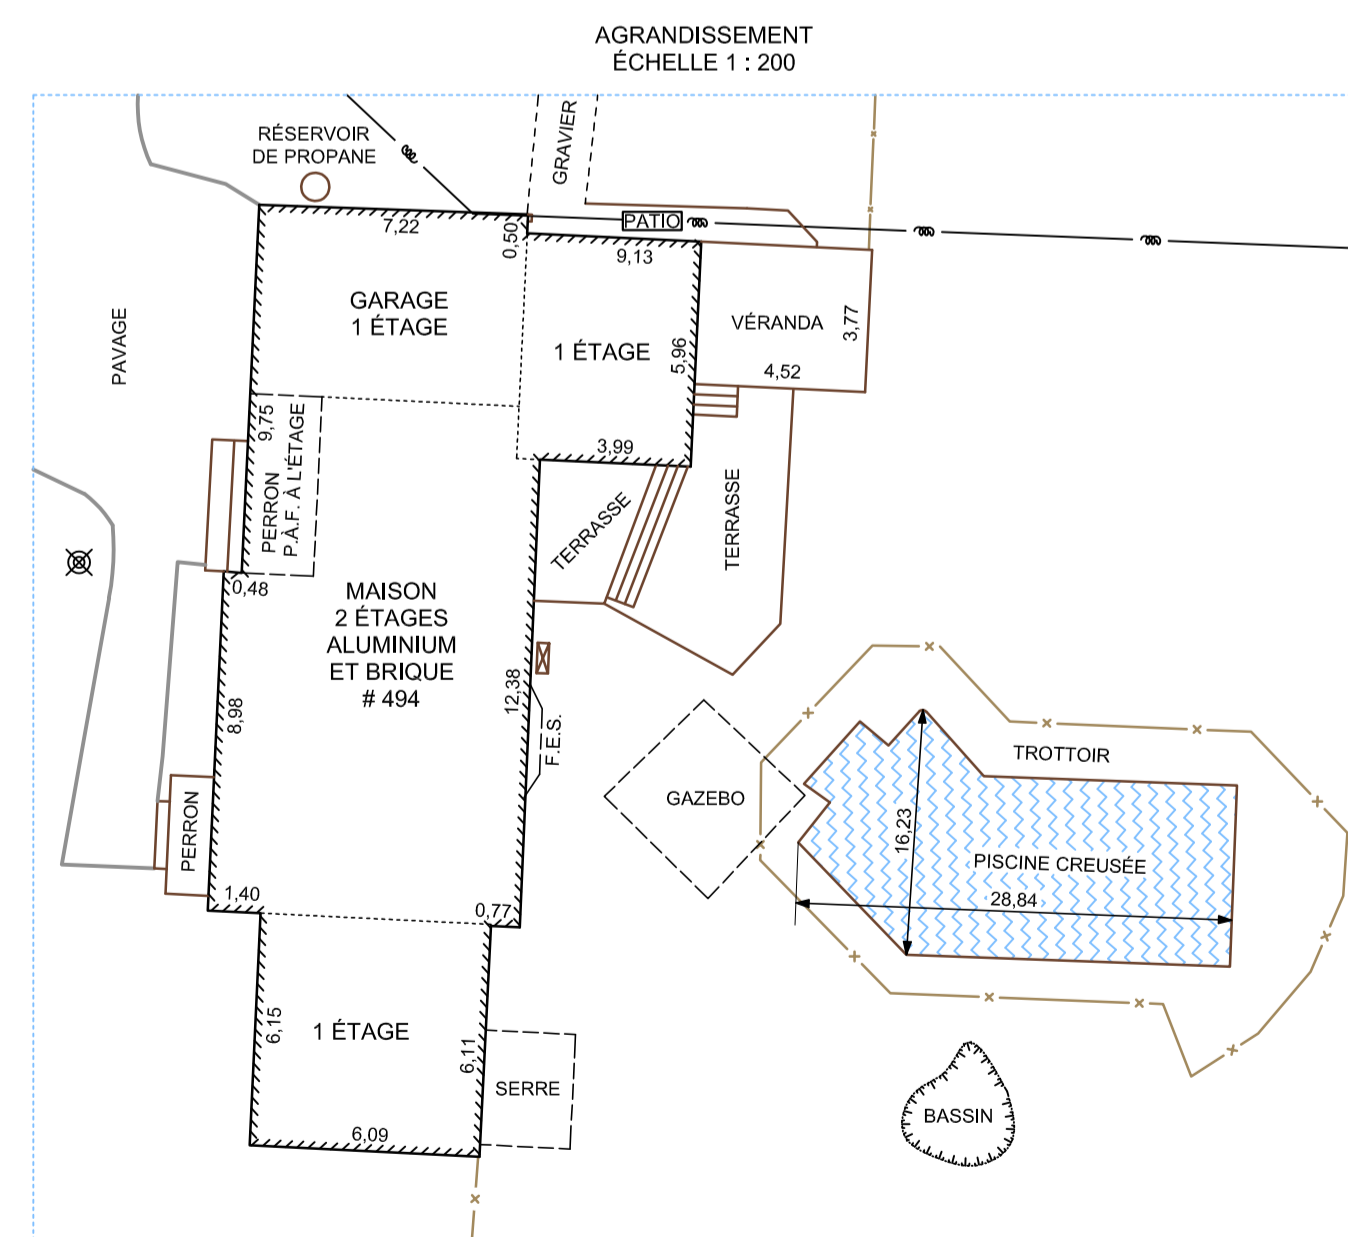 AGRANDISSEMENT
ÉCHELLE 1 : 200
RÉSERVOIR
DE PROPANE
GRAVIER
7,22
0,50
PATIO
9,13
GARAGE
1 ÉTAGE
1 ÉTAGE
5,96
VÉRANDA
3,77
4,52
PAVAGE
9,75
PERRON
P.À.F. À L'ÉTAGE
3,99
TERRASSE
TERRASSE
0,48
MAISON
2 ÉTAGES
ALUMINIUM
ET BRIQUE
# 494
8,98
12,38
F.E.S.
PERRON
GAZEBO
TROTTOIR
16,23
PISCINE CREUSÉE
28,84
1,40
0,77
6,15
1 ÉTAGE
6,11
SERRE
6,09
BASSIN